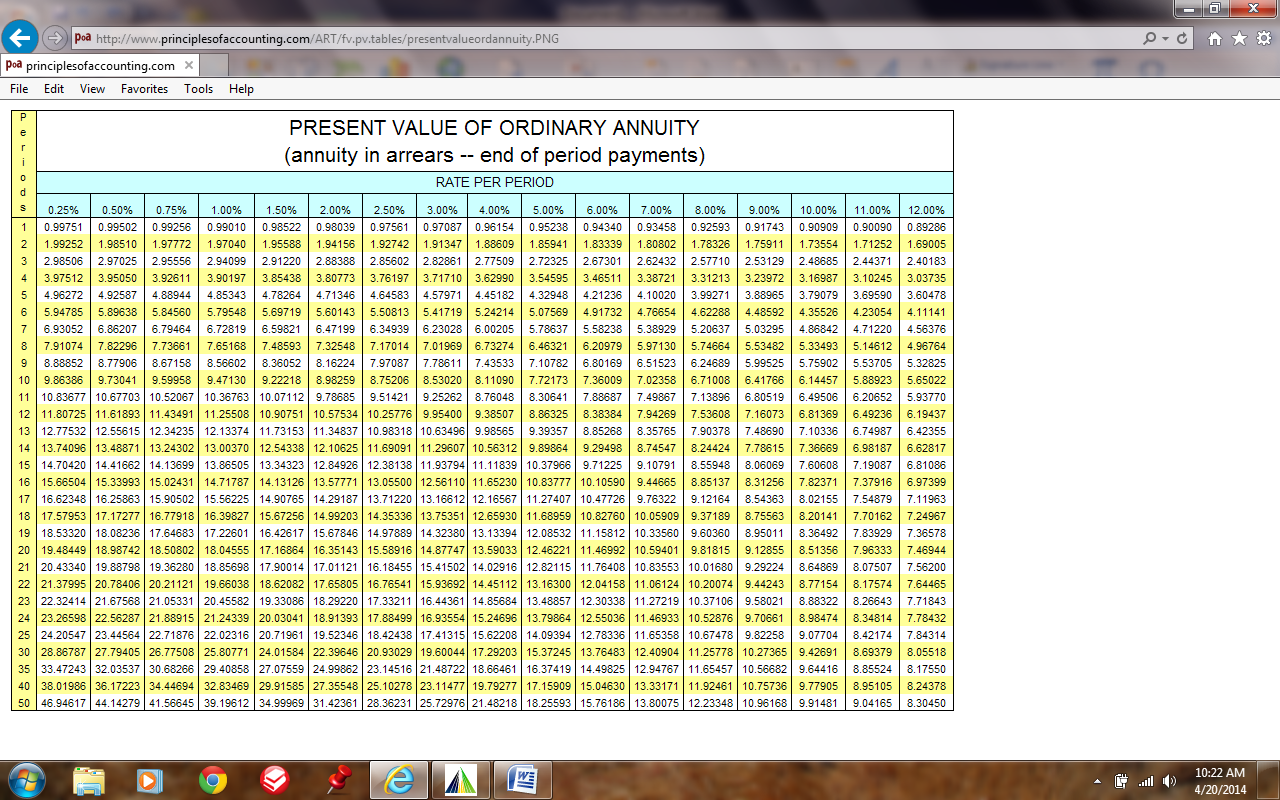 http://www.principlesofaccounting.com/ART/fv.pv.tables/presentvalueordannuity.PNG
principlesofaccounting.com
File Edit View Favorites Tools Help
Periods
PRESENT VALUE OF ORDINARY ANNUITY
(annuity in arrears -- end of period payments)
RATE PER PERIOD
0.25% 0.50% 0.75% 1.00% 1.50% 2.00% 2.50% 3.00% 4.00% 5.00% 6.00% 7.00% 8.00% 9.00% 10.00% 11.00% 12.00%
1 0.99751 0.99502 0.99256 0.99010 0.98522 0.98039 0.97561 0.97087 0.96154 0.95238 0.94340 0.93458 0.92593 0.91743 0.90909 0.90090 0.89286
2 1.99252 1.98510 1.97772 1.97040 1.95588 1.94156 1.92742 1.91347 1.88609 1.85941 1.83339 1.80802 1.78326 1.75911 1.73554 1.71252 1.69005
3 2.98506 2.97025 2.95556 2.94099 2.91220 2.88388 2.85602 2.82861 2.77509 2.72325 2.67301 2.62432 2.57710 2.53129 2.48685 2.44371 2.40183
4 3.97512 3.95050 3.92611 3.90197 3.85438 3.80773 3.76197 3.71710 3.62990 3.54595 3.46511 3.38721 3.31213 3.23972 3.16987 3.10245 3.03735
5 4.96272 4.92587 4.88944 4.85343 4.78264 4.71346 4.64583 4.57971 4.45182 4.32948 4.21236 4.10020 3.99271 3.88965 3.79079 3.69590 3.60478
6 5.94785 5.89638 5.84560 5.79548 5.69719 5.60143 5.50813 5.41719 5.24214 5.07569 4.91732 4.76654 4.62288 4.48592 4.35526 4.23054 4.11141
7 6.93052 6.86207 6.79464 6.72819 6.59821 6.47199 6.34939 6.23028 6.00205 5.78637 5.58238 5.38929 5.20637 5.03295 4.86842 4.71220 4.56376
8 7.91074 7.82296 7.73661 7.65168 7.48593 7.32548 7.17014 7.01969 6.73274 6.46321 6.20979 5.97130 5.74664 5.53482 5.33493 5.14612 4.96764
9 8.88852 8.77906 8.67158 8.56602 8.36052 8.16224 7.97087 7.78611 7.43533 7.10782 6.80169 6.51523 6.24689 5.99525 5.75902 5.53705 5.32825
10 9.86386 9.73041 9.59958 9.47130 9.22218 8.98259 8.75206 8.53020 8.11090 7.72173 7.36009 7.02358 6.71008 6.41766 6.14457 5.88923 5.65022
11 10.83677 10.67703 10.52067 10.36763 10.07112 9.78685 9.51421 9.25262 8.76048 8.30641 7.88687 7.49867 7.13896 6.80519 6.49506 6.20652 5.93770
12 11.80725 11.61893 11.43491 11.25508 10.90751 10.57534 10.25776 9.95400 9.38507 8.86325 8.38384 7.94269 7.53608 7.16073 6.81369 6.49236 6.19437
13 12.77532 12.55615 12.34235 12.13374 11.73153 11.34837 10.98318 10.63496 9.98565 9.39357 8.85268 8.35765 7.90378 7.48690 7.10336 6.74987 6.42355
14 13.74096 13.48871 13.24302 13.00370 12.54338 12.10625 11.69091 11.29607 10.56312 9.89864 9.29498 8.74547 8.24424 7.78615 7.36669 6.98187 6.62817
15 14.70420 14.41662 14.13699 13.86505 13.34323 12.84926 12.38138 11.93794 11.11839 10.37966 9.71225 9.10791 8.55948 8.06069 7.60608 7.19087 6.81086
16 15.66504 15.33993 15.02431 14.71787 14.13126 13.57771 13.05500 12.56110 11.65230 10.83777 10.10590 9.44665 8.85137 8.31256 7.82371 7.37916 6.97399
17 16.62348 16.25863 15.90502 15.56225 14.90765 14.29187 13.71220 13.16612 12.16567 11.27407 10.47726 9.76322 9.12164 8.54363 8.02155 7.54879 7.11963
18 17.57953 17.17277 16.77918 16.39827 15.67256 14.99203 14.35336 13.75351 12.65930 11.68959 10.82760 10.05909 9.37189 8.75563 8.20141 7.70162 7.24967
19 18.53320 18.08236 17.64683 17.22601 16.42617 15.67846 14.97889 14.32380 13.13394 12.08532 11.15812 10.33560 9.60360 8.95011 8.36492 7.83929 7.36578
20 19.48449 18.98742 18.50802 18.04555 17.16864 16.35143 15.58916 14.87747 13.59033 12.46221 11.46992 10.59401 9.81815 9.12855 8.51356 7.96333 7.46944
21 20.43340 19.88798 19.36280 18.85698 17.90014 17.01121 16.18455 15.41502 14.02916 12.82115 11.76408 10.83553 10.01680 9.29224 8.64869 8.07507 7.56200
22 21.37995 20.78406 20.21121 19.66038 18.62082 17.65805 16.76541 15.93692 14.45112 13.16300 12.04158 11.06124 10.20074 9.44243 8.77154 8.17574 7.64465
23 22.32414 21.67568 21.05331 20.45582 19.33086 18.29220 17.33211 16.44361 14.85684 13.48857 12.30338 11.27219 10.37106 9.58021 8.88322 8.26643 7.71843
24 23.26598 22.56287 21.88915 21.24339 20.03041 18.91393 17.88499 16.93554 15.24696 13.79864 12.55036 11.46933 10.52876 9.70661 8.98474 8.34814 7.78432
25 24.20547 23.44564 22.71876 22.02316 20.71961 19.52346 18.42438 17.41315 15.62208 14.09394 12.78336 11.65358 10.67478 9.82258 9.07704 8.42174 7.84314
30 28.86787 27.79405 26.77508 25.80771 24.01584 22.39646 20.93029 19.60044 17.29203 15.37245 13.76483 12.40904 11.25778 10.27365 9.42691 8.69379 8.05518
35 33.47243 32.03537 30.68266 29.40858 27.07559 24.99862 23.14516 21.48722 18.66461 16.37419 14.49825 12.94767 11.65457 10.56682 9.64416 8.85524 8.17550
40 38.01986 36.17223 34.44694 32.83469 29.91585 27.35548 25.10278 23.11477 19.79277 17.15909 15.04630 13.33171 11.92461 10.75736 9.77905 8.95105 8.24378
50 46.94617 44.14279 41.56645 39.19612 34.99969 31.42361 28.36231 25.72976 21.48218 18.25593 15.76186 13.80075 12.23348 10.96168 9.91481 9.04165 8.30450
10:22 AM
4/20/2014